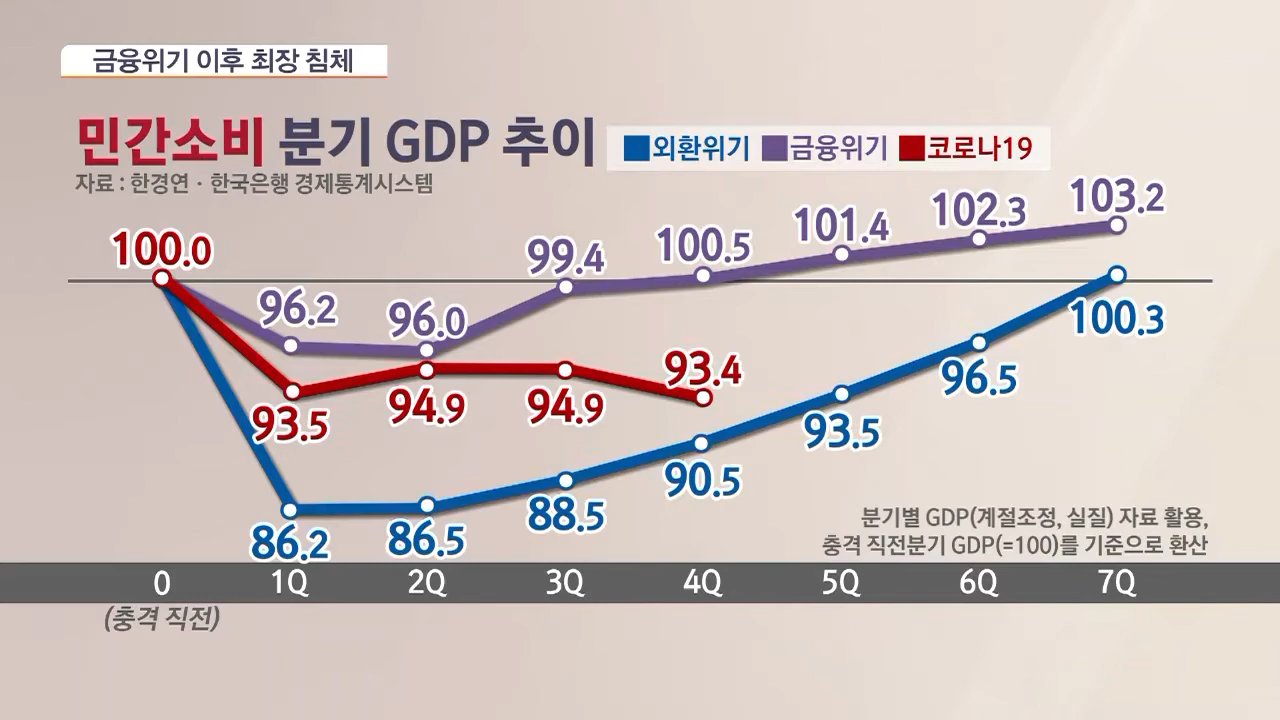 금융위기 이후 최장 침체
민간소비 분기 GDP 추이
■외환위기 ■금융위기 ■코로나19
자료 : 한경연 · 한국은행 경제통계시스템
103.2
102.3
101.4
100.5
99.4
100.0
96.2
96.0
100.3
93.4
96.5
94.9
94.9
93.5
93.5
90.5
88.5
86.5
86.2
분기별 GDP(계절조정, 실질) 자료 활용,
충격 직전분기 GDP(=100)를 기준으로 환산
0 1Q 2Q 3Q 4Q 5Q 6Q 7Q
(충격 직전)